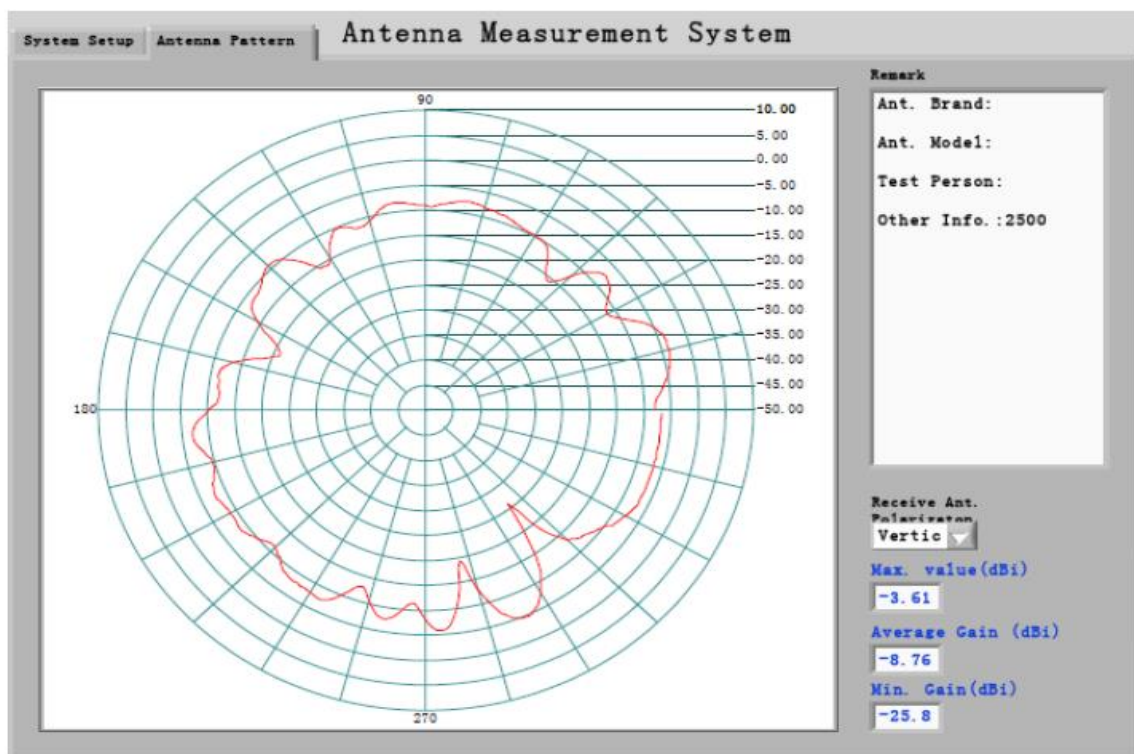 System Setup
Antenna Pattern
Antenna Measurement System
90
10.00
5.00
0.00
-5.00
-10.00
-15.00
-20.00
-25.00
-30.00
-35.00
-40.00
-45.00
-50.00
180
270
Remark
Ant. Brand:
Ant. Model:
Test Person:
Other Info.:2500
Receive Ant.
Polarizaton
Vertic
Max. value(dBi)
-3.61
Average Gain (dBi)
-8.76
Min. Gain(dBi)
-25.8